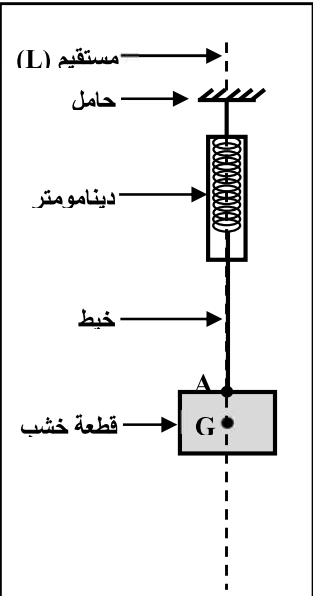 مستقيم (L)
حامل
دينامومتر
خيط
A
قطعة خشب
G